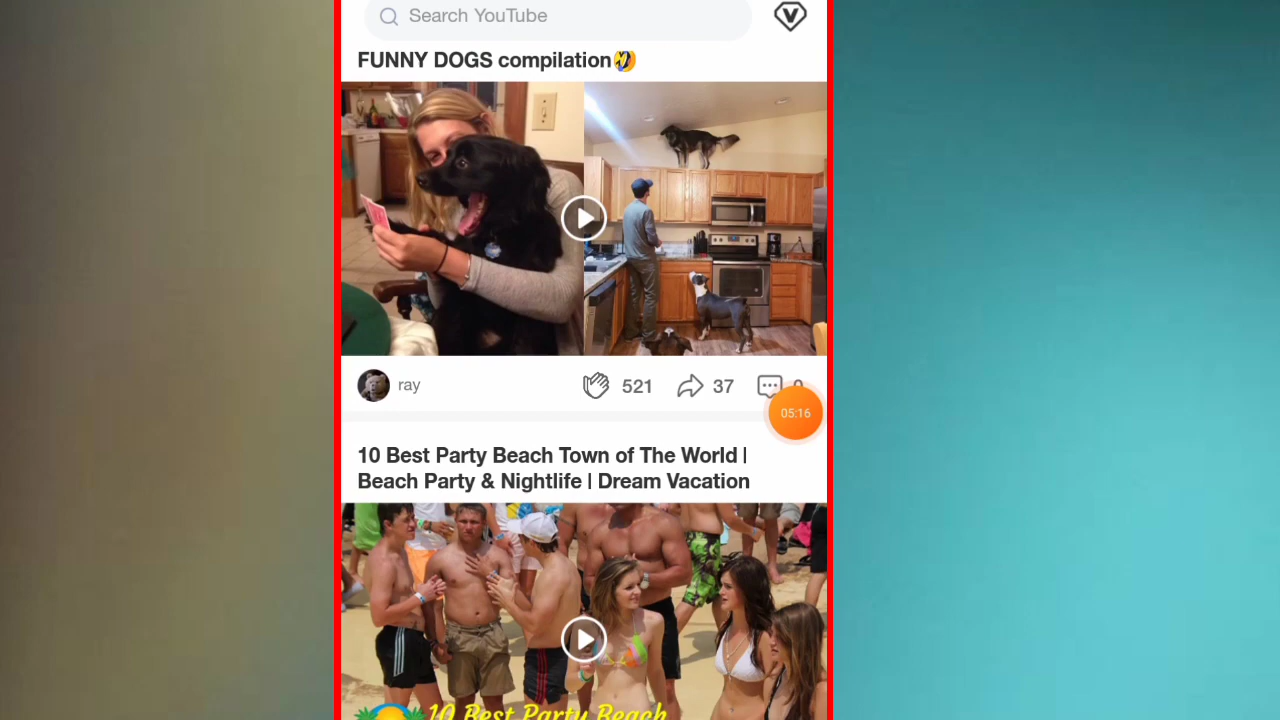 Search YouTube
V
FUNNY DOGS compilation🤣
ray
521
37
05:16
10 Best Party Beach Town of The World |
Beach Party & Nightlife | Dream Vacation
10 Best Party Beach